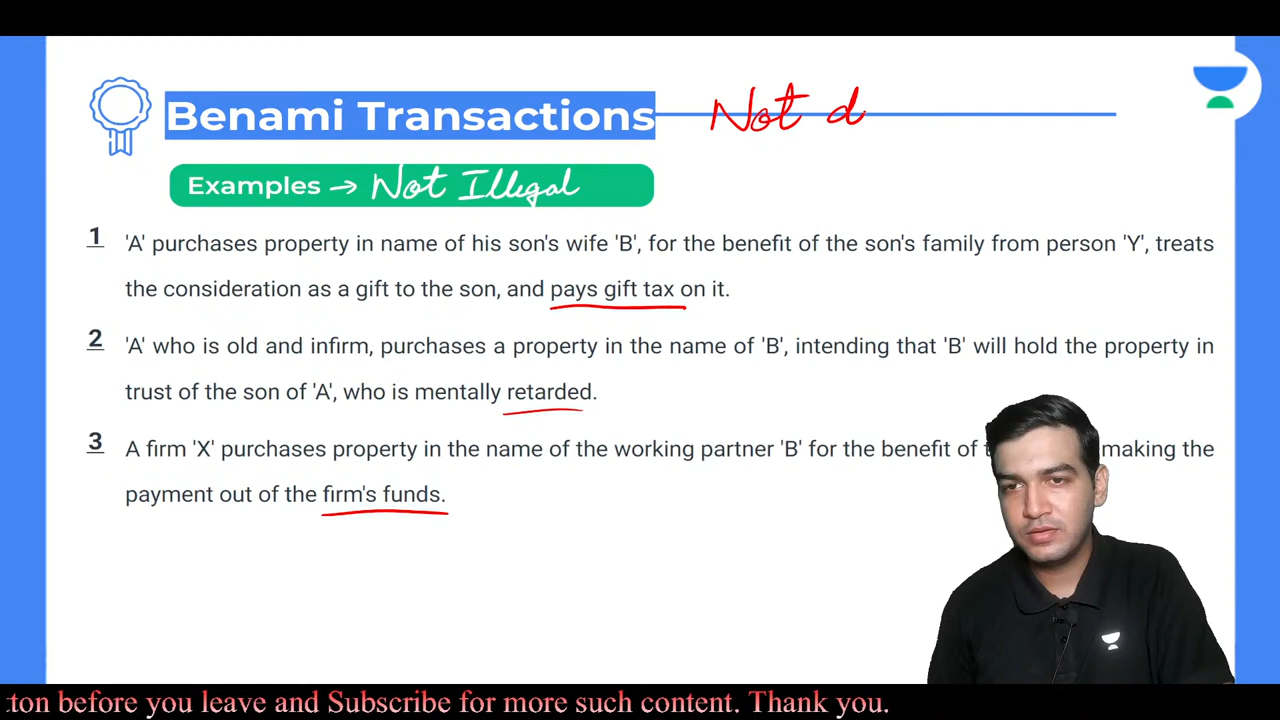 Benami Transactions Not d
Examples → Not Illegal
1 'A' purchases property in name of his son's wife 'B', for the benefit of the son's family from person 'Y', treats
the consideration as a gift to the son, and pays gift tax on it.
2 'A' who is old and infirm, purchases a property in the name of 'B', intending that 'B' will hold the property in
trust of the son of 'A', who is mentally retarded.
3 A firm 'X' purchases property in the name of the working partner 'B' for the benefit of making the
payment out of the firm's funds.
before you leave and Subscribe for more such content. Thank you.